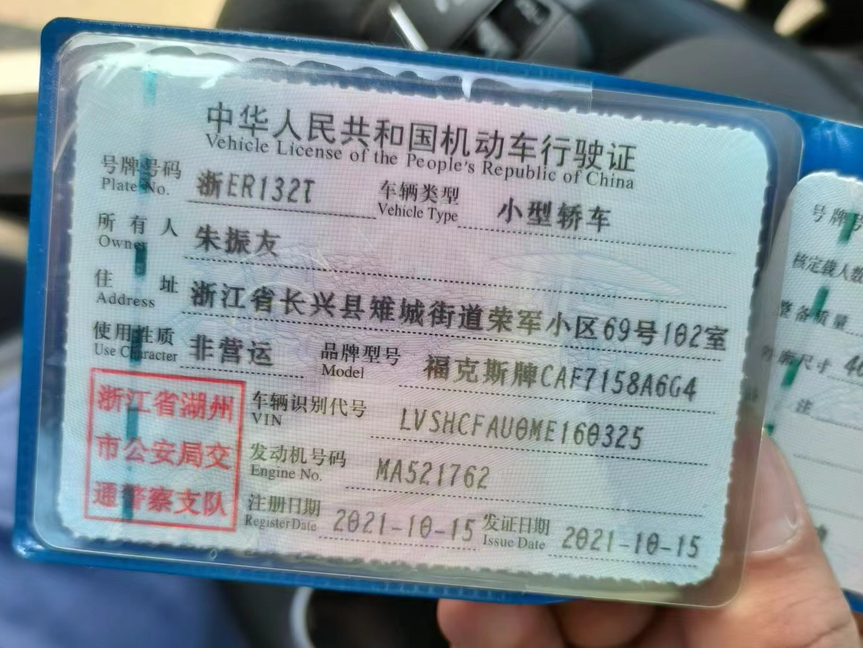 中华人民共和国机动车行驶证
Vehicle License of the People's Republic of China
号牌号码 浙ER132T 车辆类型 小型轿车
Plate No. Vehicle Type
所有人 朱振友
Owner
住址 浙江省长兴县雉城街道荣军小区69号102室
Address
使用性质 非营运 品牌型号 福克斯牌CAF7158A6G4
Use Character Model
浙江省湖州
市公安局交
通警察支队
车辆识别代号 LVSHCFAU0ME160325
VIN
发动机号码 MA521762
Engine No.
注册日期 2021-10-15 发证日期 2021-10-15
Register Date Issue Date
号牌号
核定载人数
整备质量
外廓尺寸 46
注